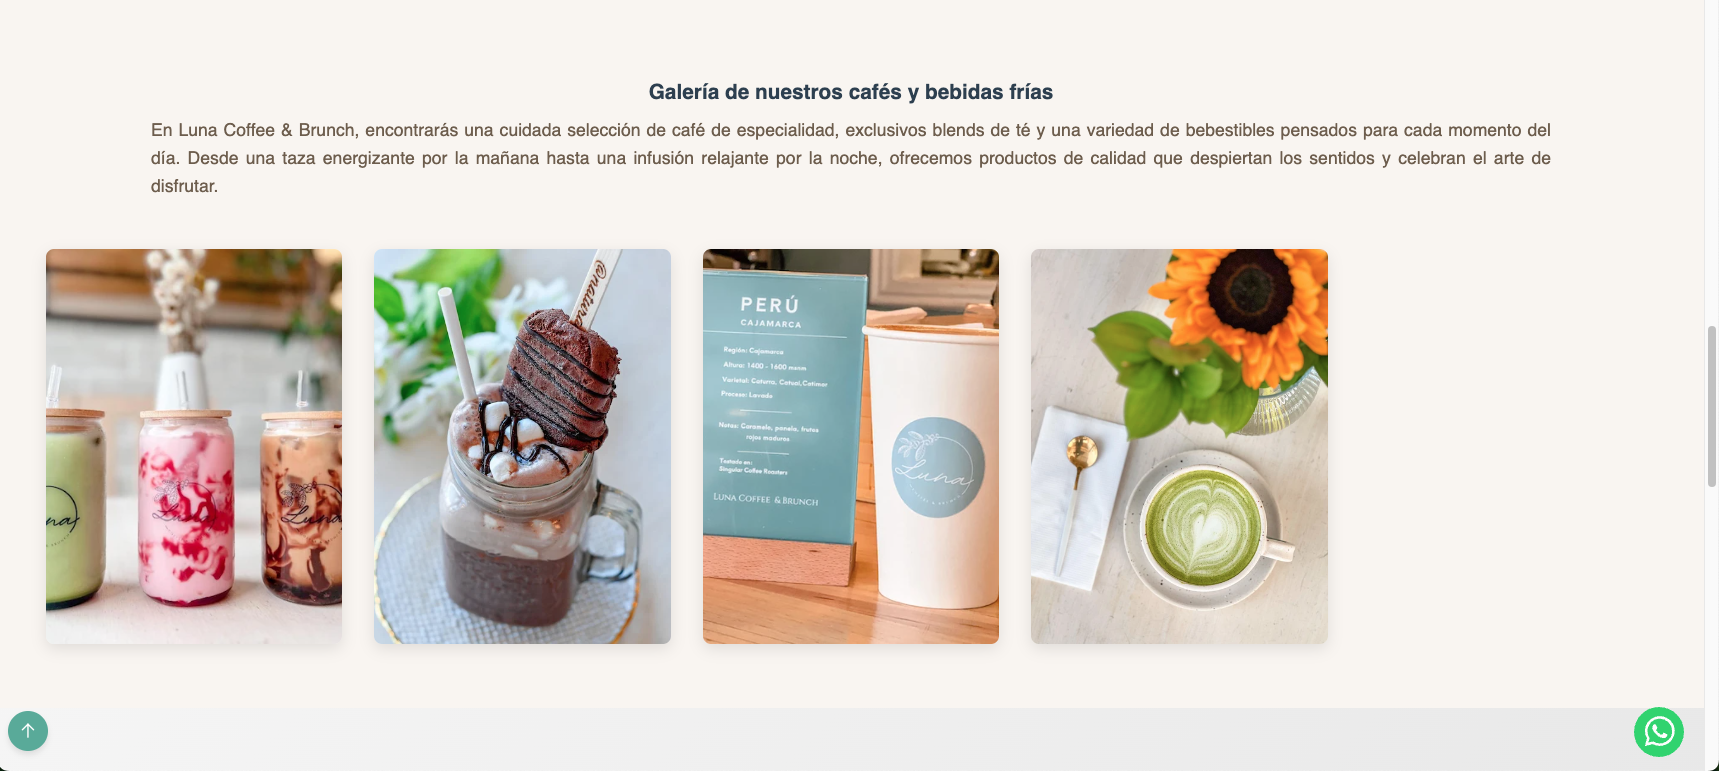 Galería de nuestros cafés y bebidas frías
En Luna Coffee & Brunch, encontrarás una cuidada selección de café de especialidad, exclusivos blends de té y una variedad de bebestibles pensados para cada momento del
día. Desde una taza energizante por la mañana hasta una infusión relajante por la noche, ofrecemos productos de calidad que despiertan los sentidos y celebran el arte de
disfrutar.
Luna
Luna
@natura
PERÚ
CAJAMARCA
Región: Cajamarca
Altura: 1400 - 1600 msnm
Varietal: Caturra, Catuai, Catimor
Proceso: Lavado
Notas: Caramelo, panela, frutos
rojos maduros
Tostado en:
Singular Coffee Roasters
LUNA COFFEE & BRUNCH
Luna